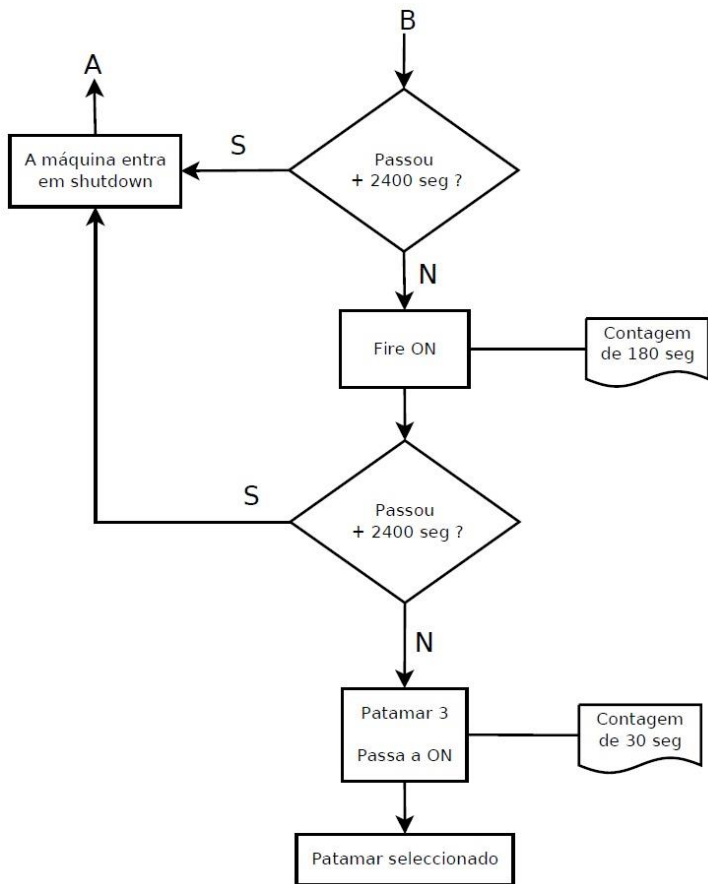 B
A
A máquina entra
em shutdown
S
Passou
+ 2400 seg ?
N
Fire ON
Contagem
de 180 seg
S
Passou
+ 2400 seg ?
N
Patamar 3
Passa a ON
Contagem
de 30 seg
Patamar seleccionado